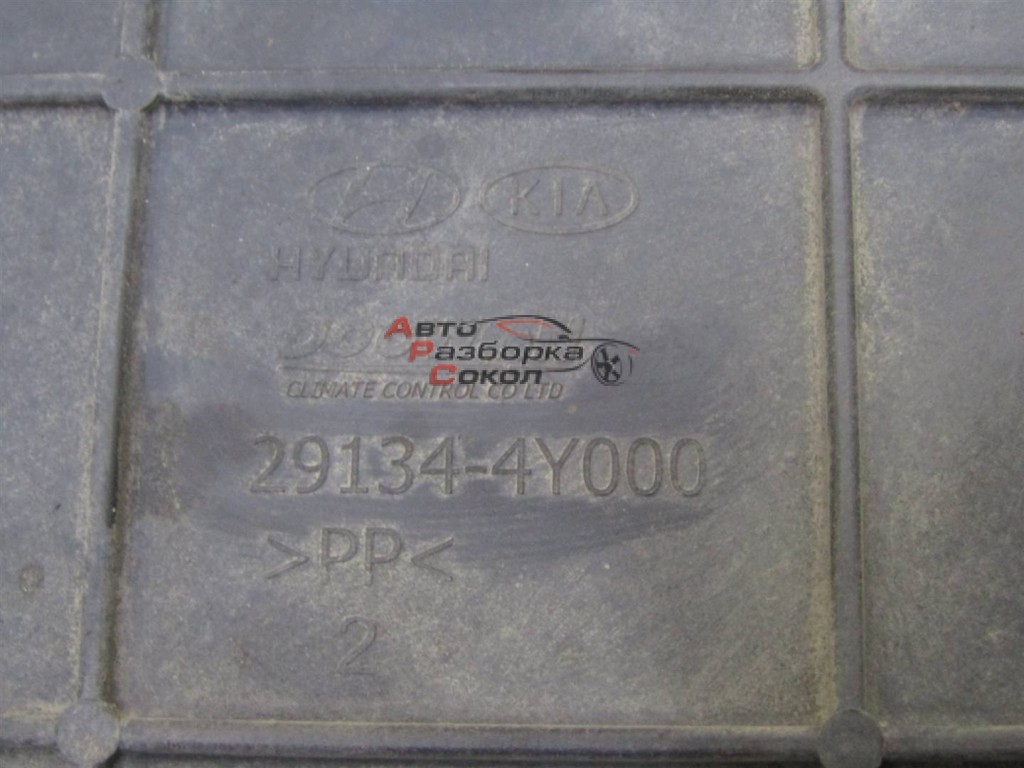 KIA
HYUNDAI
Авто
Разборка
Сокол
CLIMATE CONTROL CO LTD
29134-4Y000
>PP<
2